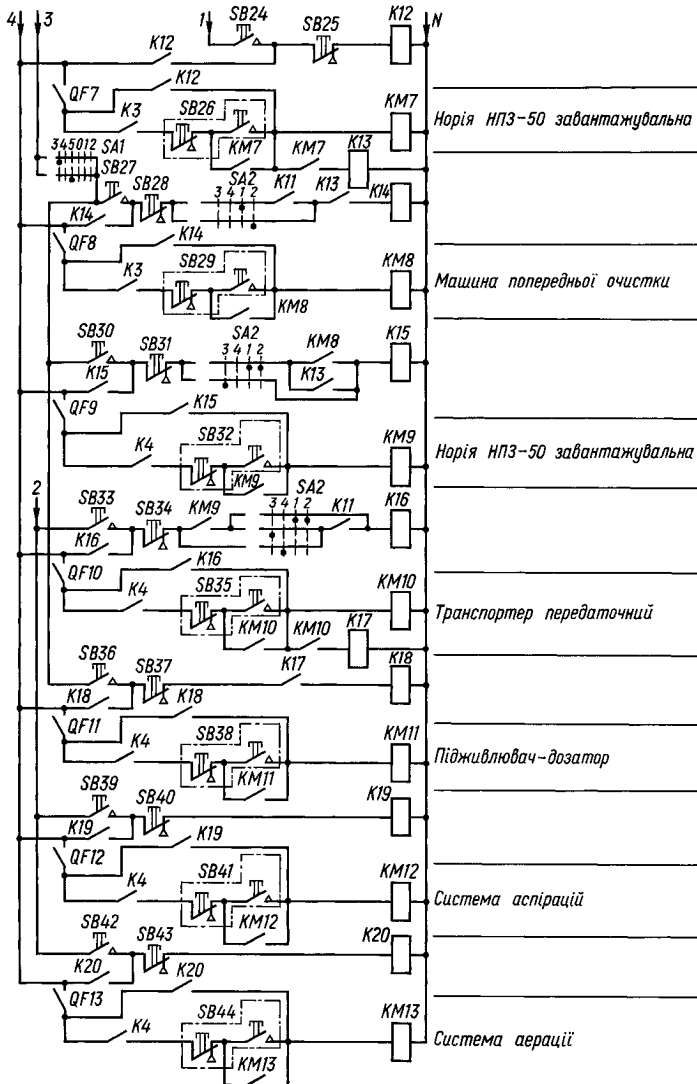 4 3 1 SB24 SB25 K12 N
K12
QF7 K12
K3 SB26 KM7 Норія НПЗ-50 завантажувальна
KM7 KM7 K13
345012 SA1
SB27 SB28 SA2 K11 K13 K14
3 4 1 2
K14
QF8 K14
K3 SB29 KM8 Машина попередньої очистки
KM8
SB30 SB31 SA2 KM8 K15
3 4 1 2
K15 K13
QF9 K15
K4 SB32 KM9 Норія НПЗ-50 завантажувальна
KM9
2 SB33 SB34 KM9 SA2 K11 K16
3 4 1 2
K16
QF10 K16
K4 SB35 KM10 Транспортер передаточний
KM10 KM10 K17
SB36 SB37 K17 K18
K18
QF11 K18
K4 SB38 KM11 Підживлювач-дозатор
KM11
SB39 SB40 K19
K19
QF12 K19
K4 SB41 KM12 Система аспірацій
KM12
SB42 SB43 K20
K20
QF13 K20
K4 SB44 KM13 Система аерації
KM13